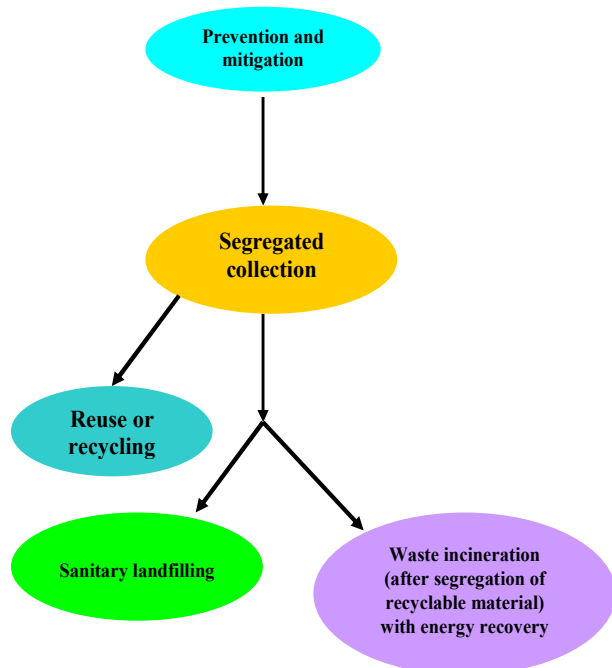 Prevention and
mitigation
Segregated
collection
Reuse or
recycling
Sanitary landfilling
Waste incineration
(after segregation of
recyclable material)
with energy recovery